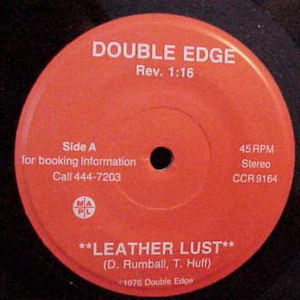 DOUBLE EDGE
Rev. 1:16
Side A
for booking Information
Call 444-7203
45 RPM
Stereo
CCR 9164
M A
P L
**LEATHER LUST**
(D. Rumball, T. Huff)
°1976 Double Edge